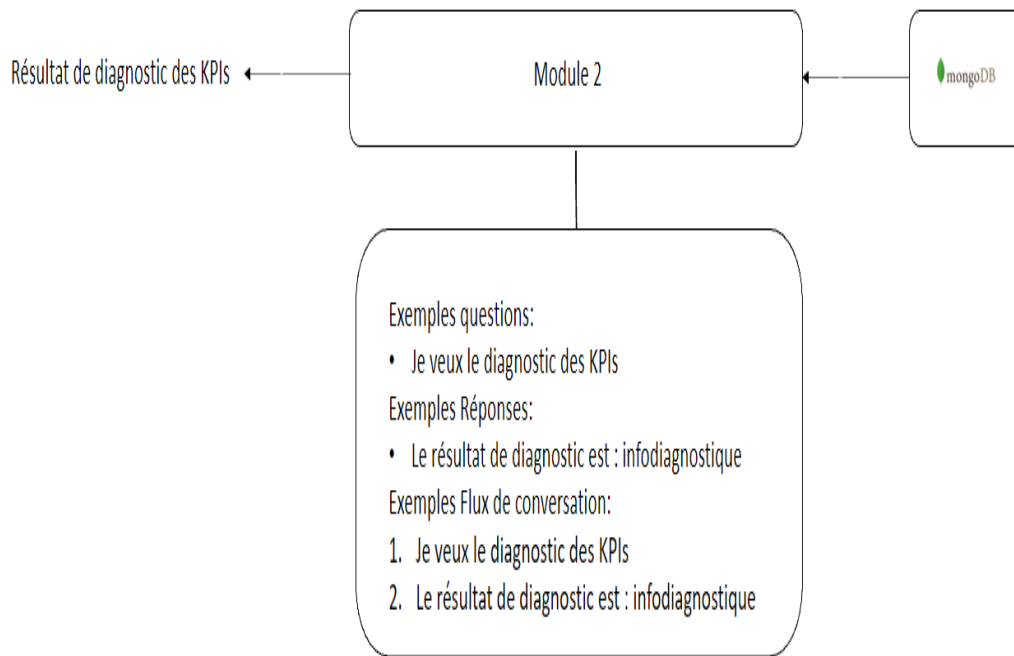 Résultat de diagnostic des KPIs
Module 2
mongoDB
Exemples questions:
• Je veux le diagnostic des KPIs
Exemples Réponses:
• Le résultat de diagnostic est : infodiagnostique
Exemples Flux de conversation:
1. Je veux le diagnostic des KPIs
2. Le résultat de diagnostic est : infodiagnostique